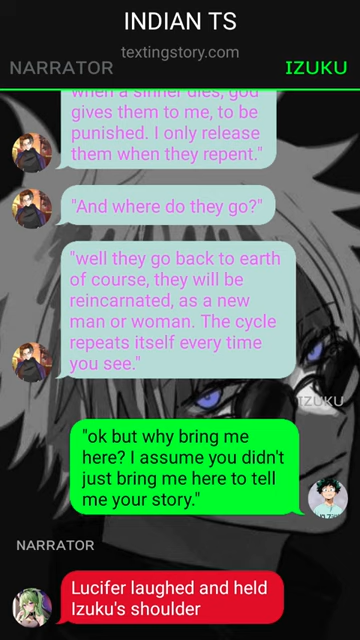 INDIAN TS
textingstory.com
NARRATOR
IZUKU
when a sinner dies, god
gives them to me, to be
punished. I only release
them when they repent."
"And where do they go?"
"well they go back to earth
of course, they will be
reincarnated, as a new
man or woman. The cycle
repeats itself every time
you see."
IZUKU
"ok but why bring me
here? I assume you didn't
just bring me here to tell
me your story."
NARRATOR
Lucifer laughed and held
Izuku's shoulder